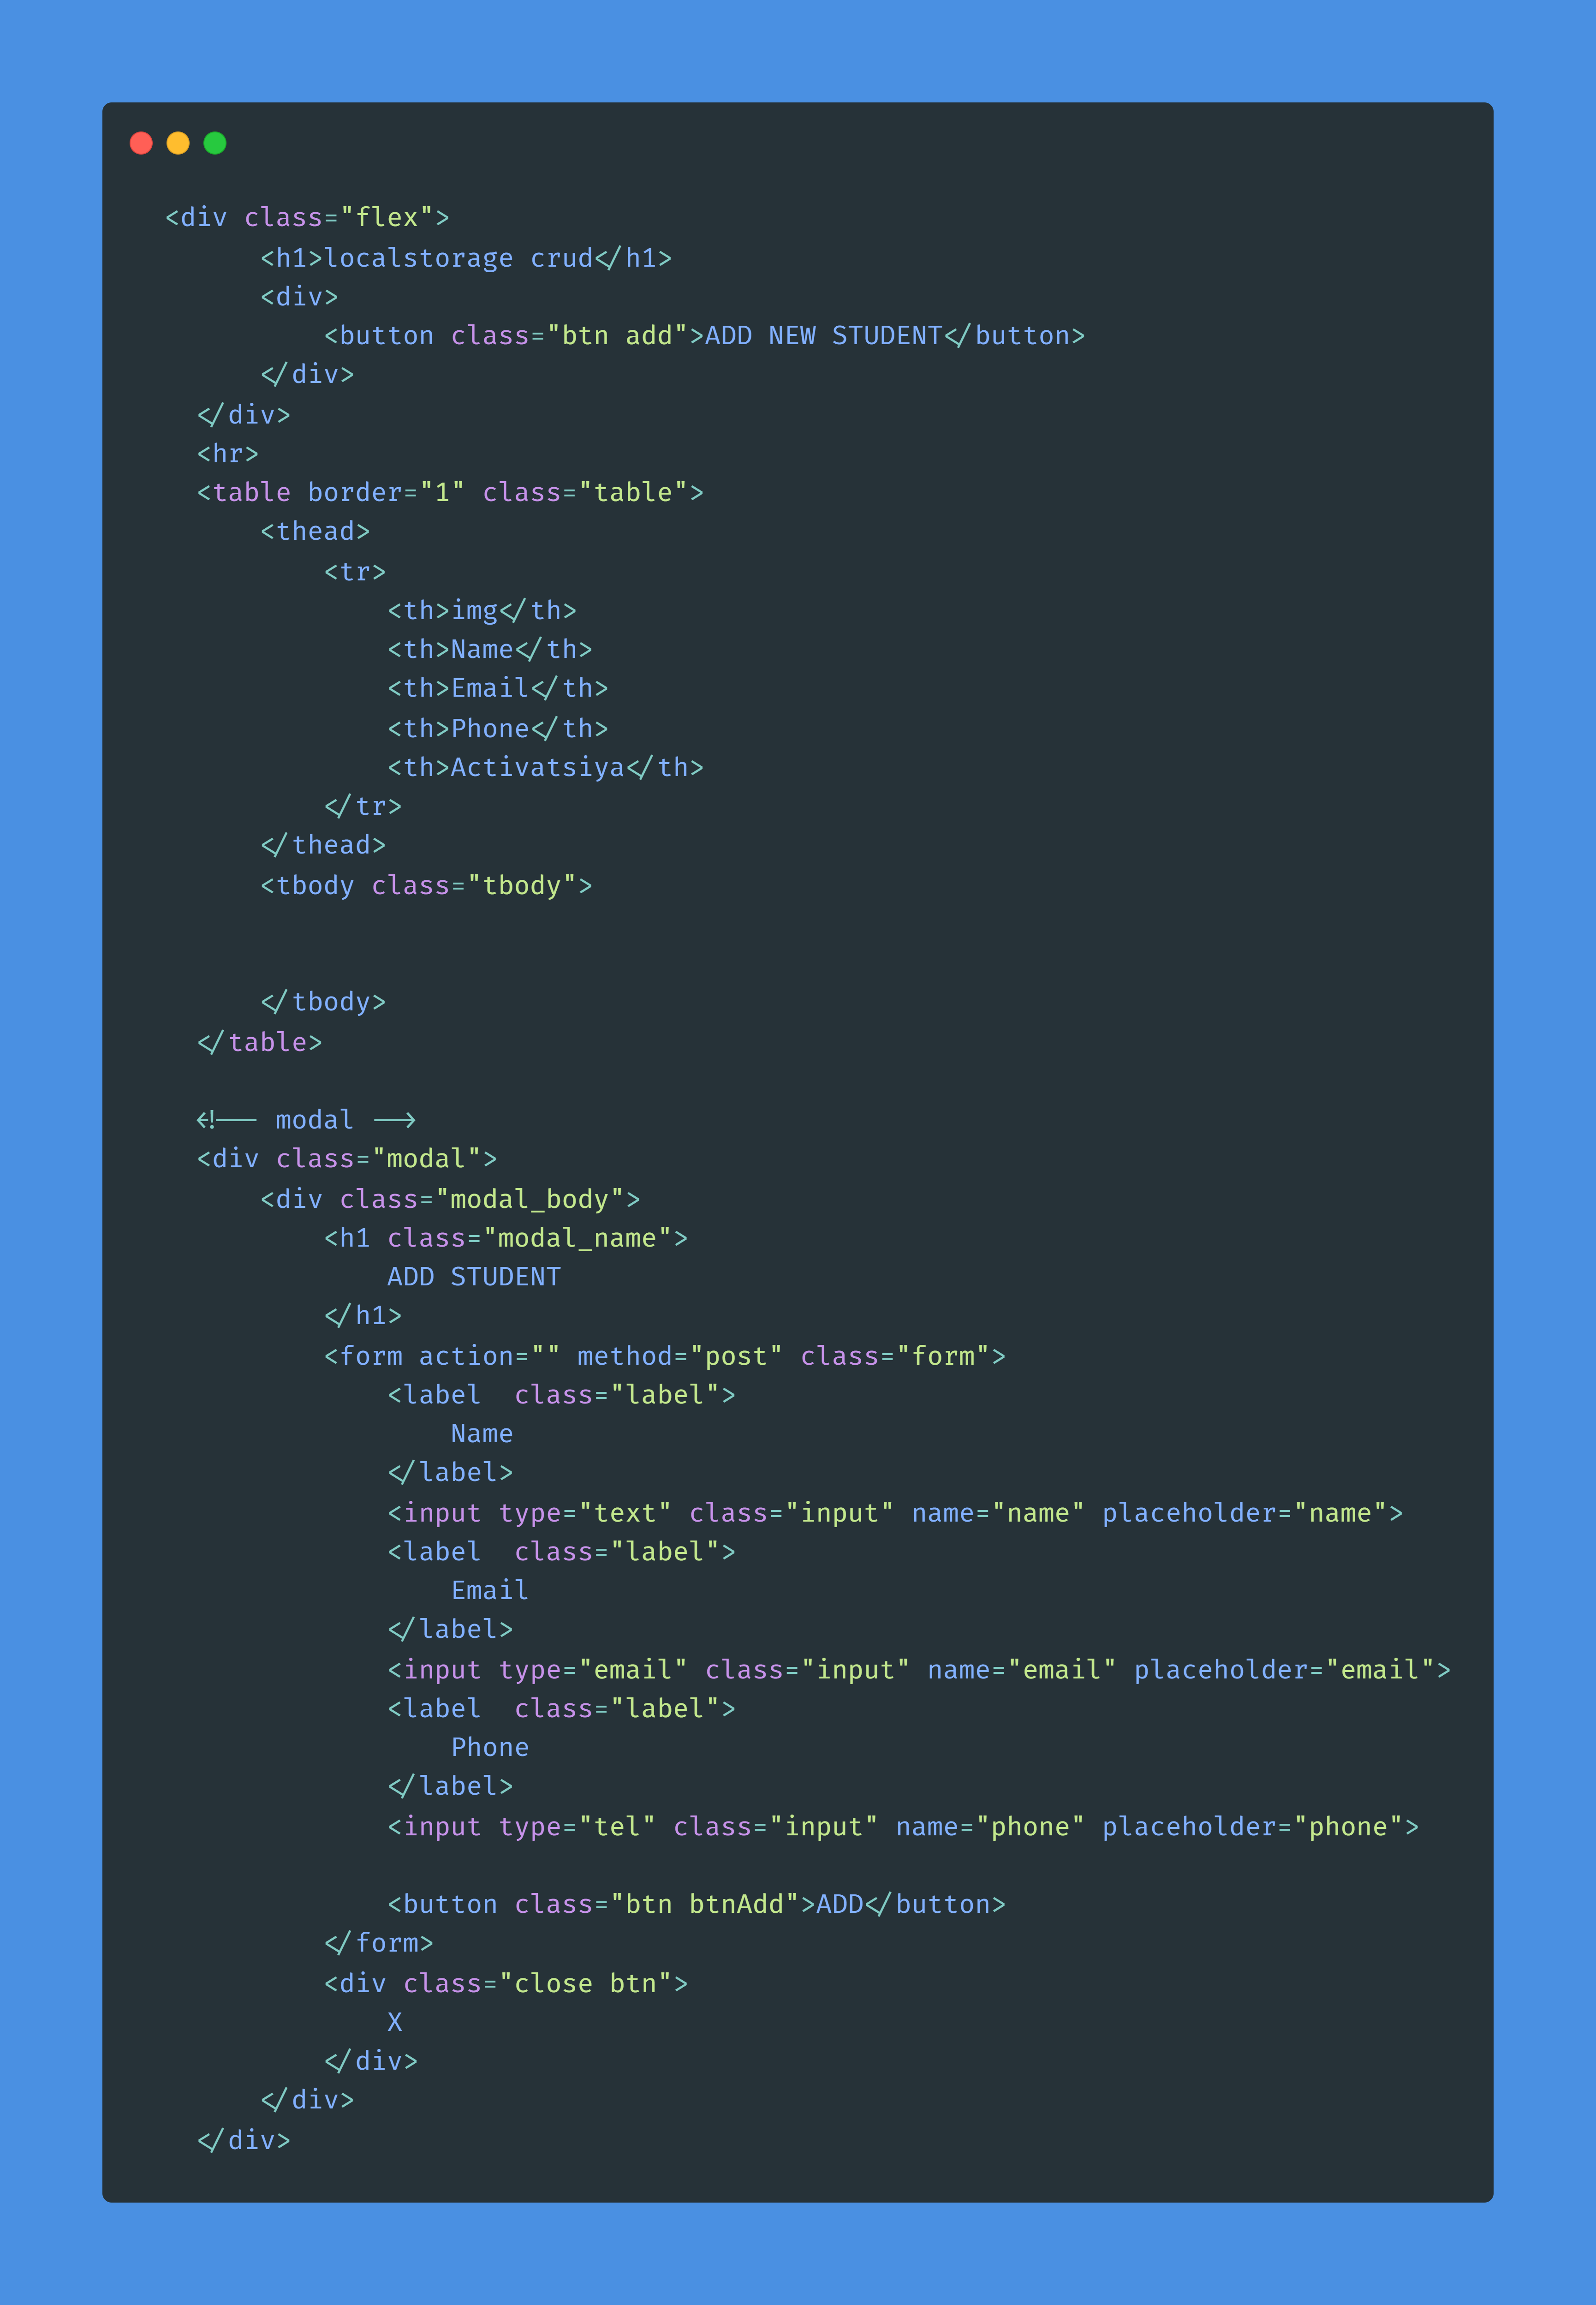 <div class="flex">
        <h1>localstorage crud</h1>
        <div>
            <button class="btn add">ADD NEW STUDENT</button>
        </div>
    </div>
    <hr>
    <table border="1" class="table">
        <thead>
            <tr>
                <th>img</th>
                <th>Name</th>
                <th>Email</th>
                <th>Phone</th>
                <th>Activatsiya</th>
            </tr>
        </thead>
        <tbody class="tbody">
        </tbody>
    </table>
    <!-- modal -->
    <div class="modal">
        <div class="modal_body">
            <h1 class="modal_name">
                ADD STUDENT
            </h1>
            <form action="" method="post" class="form">
                <label  class="label">
                    Name
                </label>
                <input type="text" class="input" name="name" placeholder="name">
                <label  class="label">
                    Email
                </label>
                <input type="email" class="input" name="email" placeholder="email">
                <label  class="label">
                    Phone
                </label>
                <input type="tel" class="input" name="phone" placeholder="phone">
                <button class="btn btnAdd">ADD</button>
            </form>
            <div class="close btn">
                X
            </div>
        </div>
    </div>